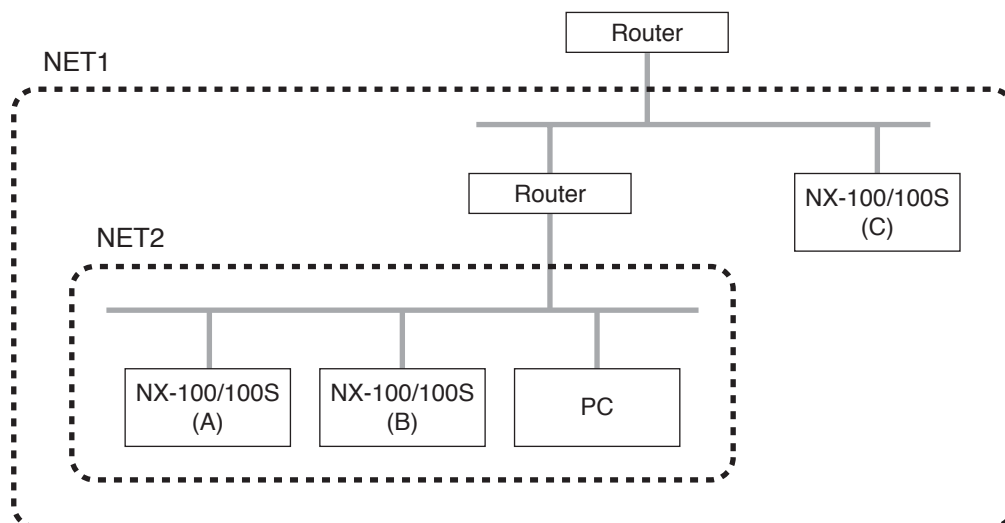 Router
NET1
Router
NX-100/100S
(C)
NET2
NX-100/100S
(A)
NX-100/100S
(B)
PC